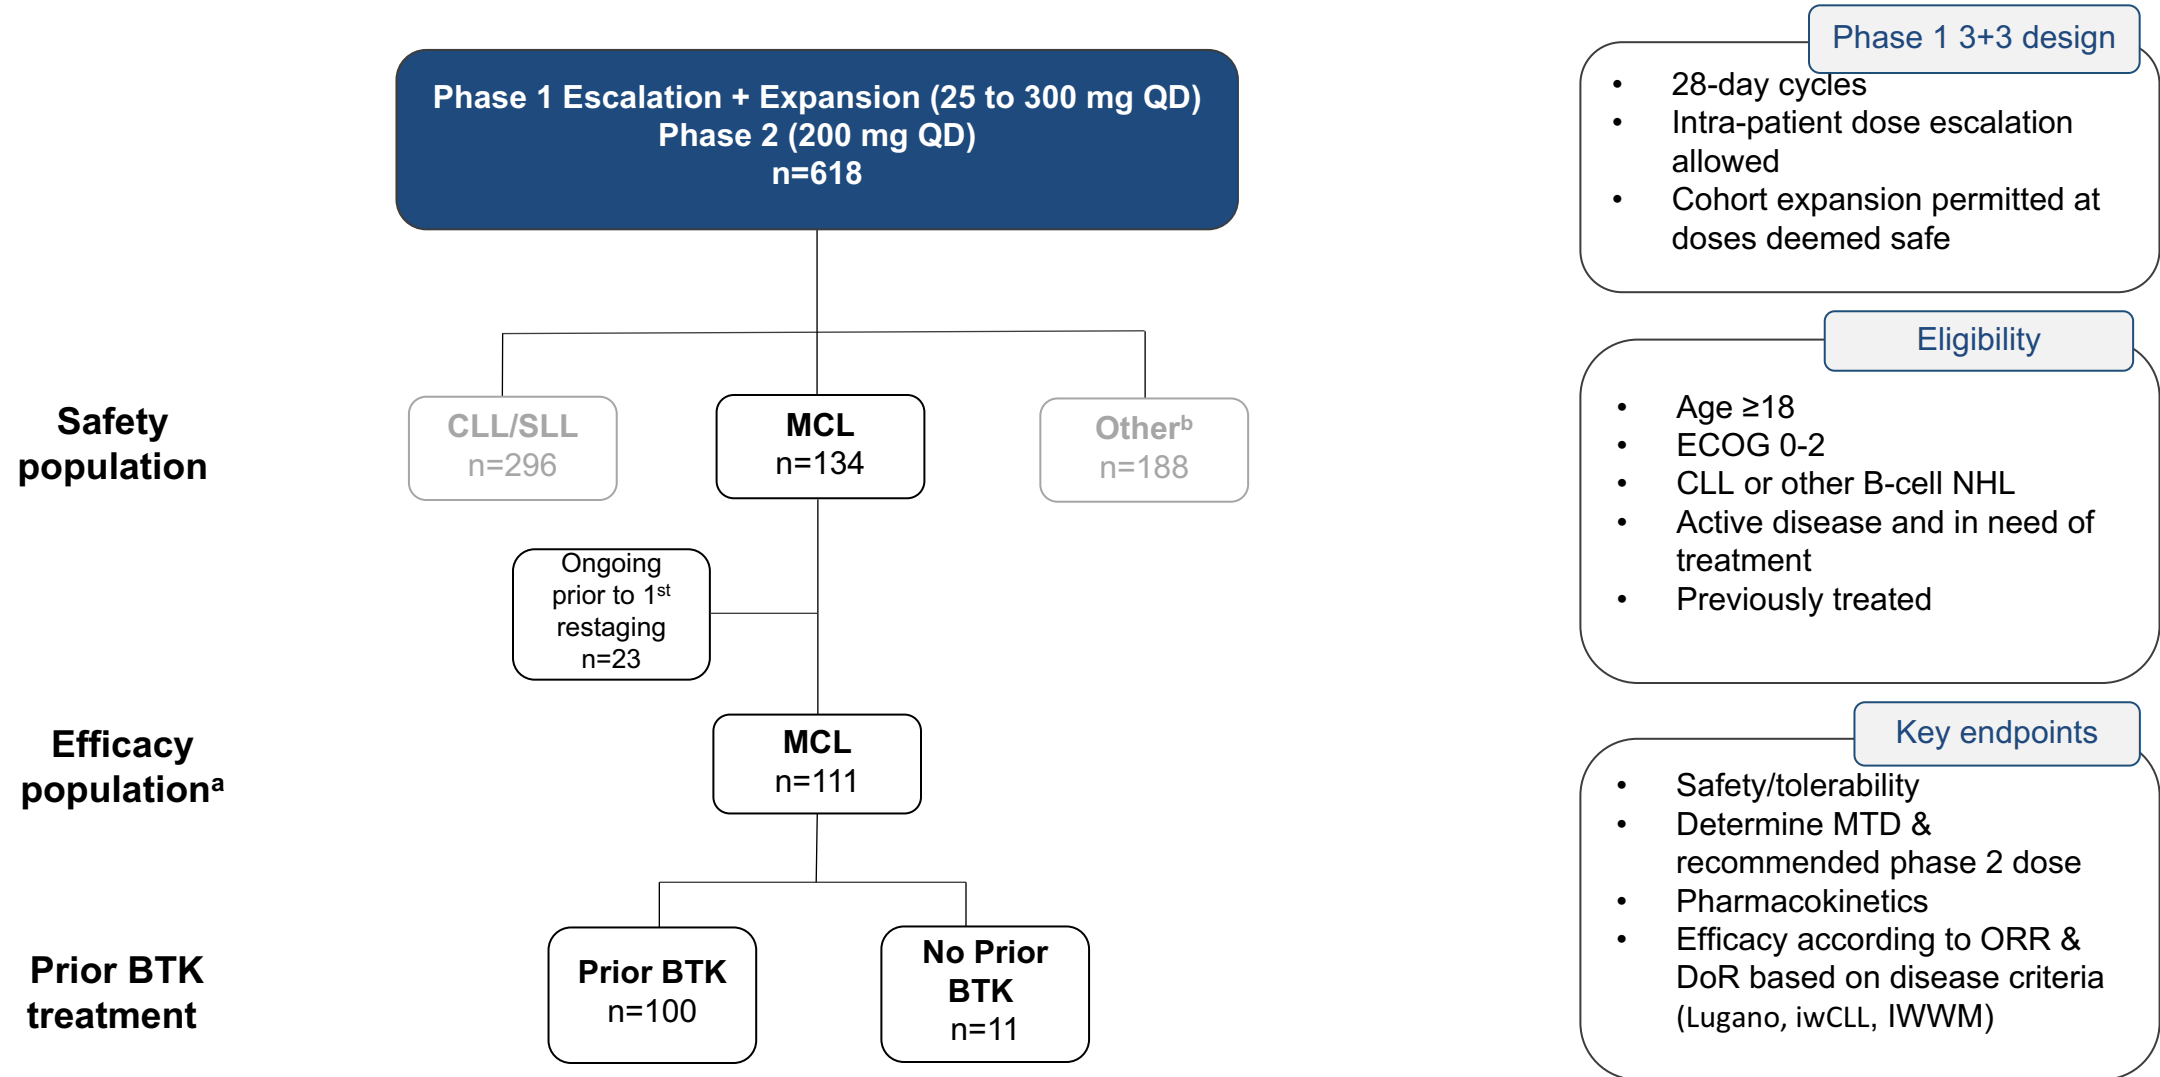 Phase 1 Escalation + Expansion (25 to 300 mg QD)
Phase 2 (200 mg QD)
n=618
Safety
population
CLL/SLL
n=296
MCL
n=134
Otherᵇ
n=188
Ongoing
prior to 1ˢᵗ
restaging
n=23
Efficacy
populationᵃ
MCL
n=111
Prior BTK
treatment
Prior BTK
n=100
No Prior
BTK
n=11
Phase 1 3+3 design
• 28-day cycles
• Intra-patient dose escalation
allowed
• Cohort expansion permitted at
doses deemed safe
Eligibility
• Age ≥18
• ECOG 0-2
• CLL or other B-cell NHL
• Active disease and in need of
treatment
• Previously treated
Key endpoints
• Safety/tolerability
• Determine MTD &
recommended phase 2 dose
• Pharmacokinetics
• Efficacy according to ORR &
DoR based on disease criteria
(Lugano, iwCLL, IWWM)